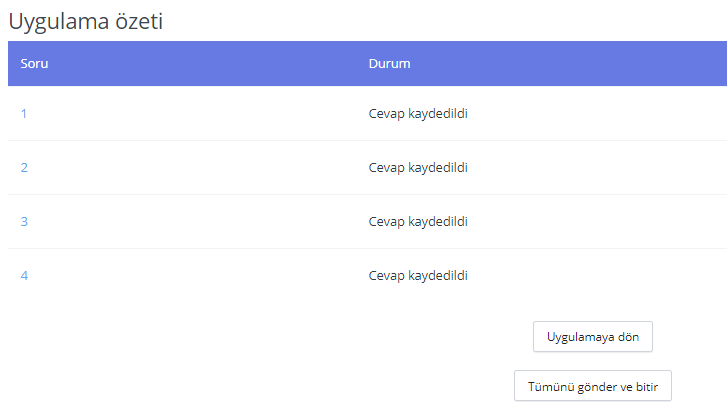 Uygulama özeti
Soru Durum
1 Cevap kaydedildi
2 Cevap kaydedildi
3 Cevap kaydedildi
4 Cevap kaydedildi
Uygulamaya dön
Tümünü gönder ve bitir